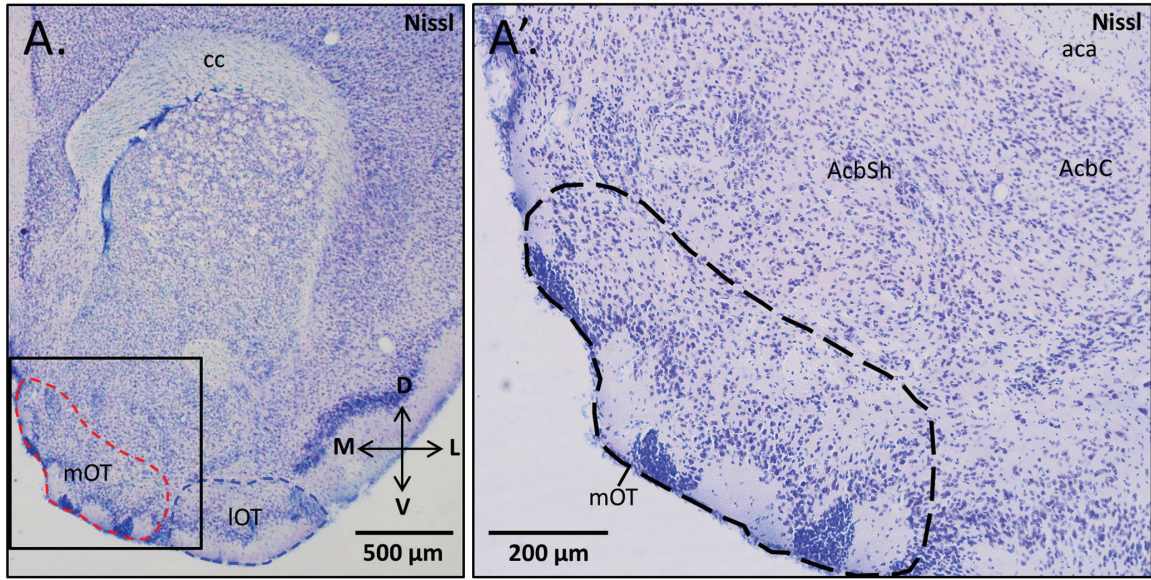 A.
Nissl
cc
D
M
L
V
mOT
lOT
500 µm
A'.
Nissl
aca
AcbSh
AcbC
mOT
200 µm